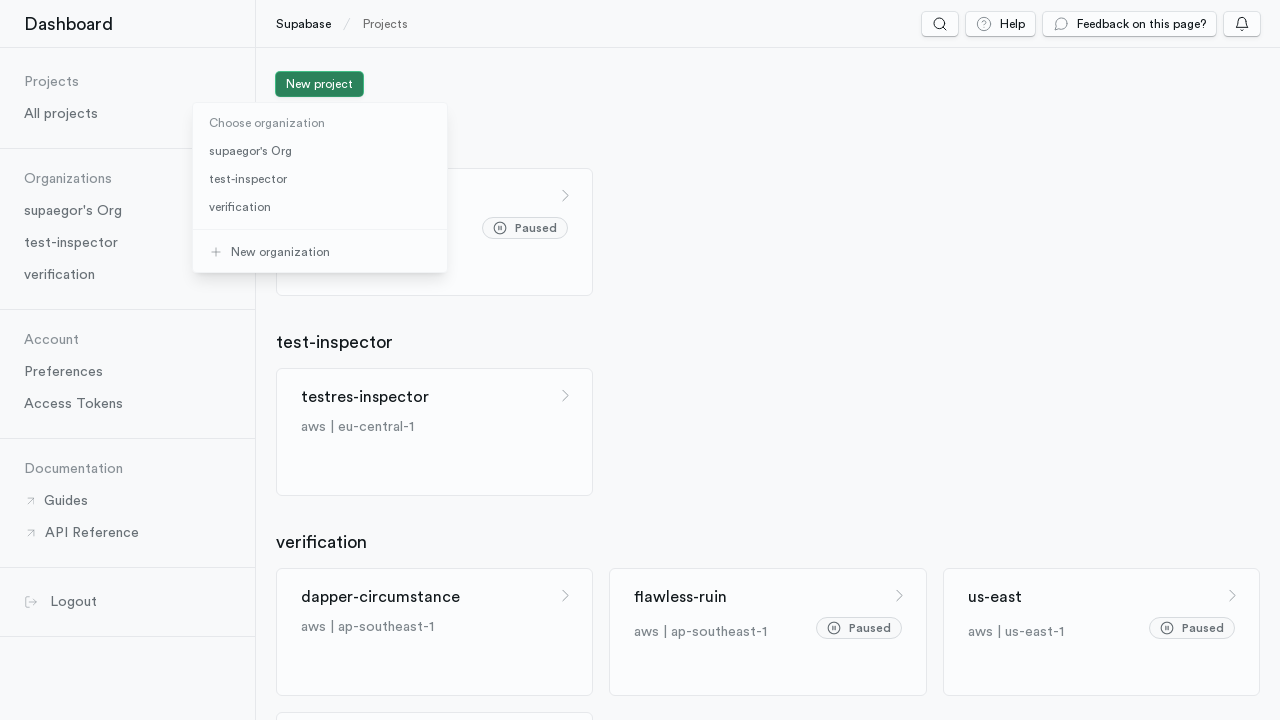 Dashboard
Supabase / Projects
Help
Feedback on this page?
Projects
All projects
Organizations
supaegor's Org
test-inspector
verification
Account
Preferences
Access Tokens
Documentation
Guides
API Reference
Logout
New project
Choose organization
supaegor's Org
test-inspector
verification
New organization
Paused
test-inspector
testres-inspector
aws | eu-central-1
verification
dapper-circumstance
aws | ap-southeast-1
flawless-ruin
aws | ap-southeast-1
Paused
us-east
aws | us-east-1
Paused